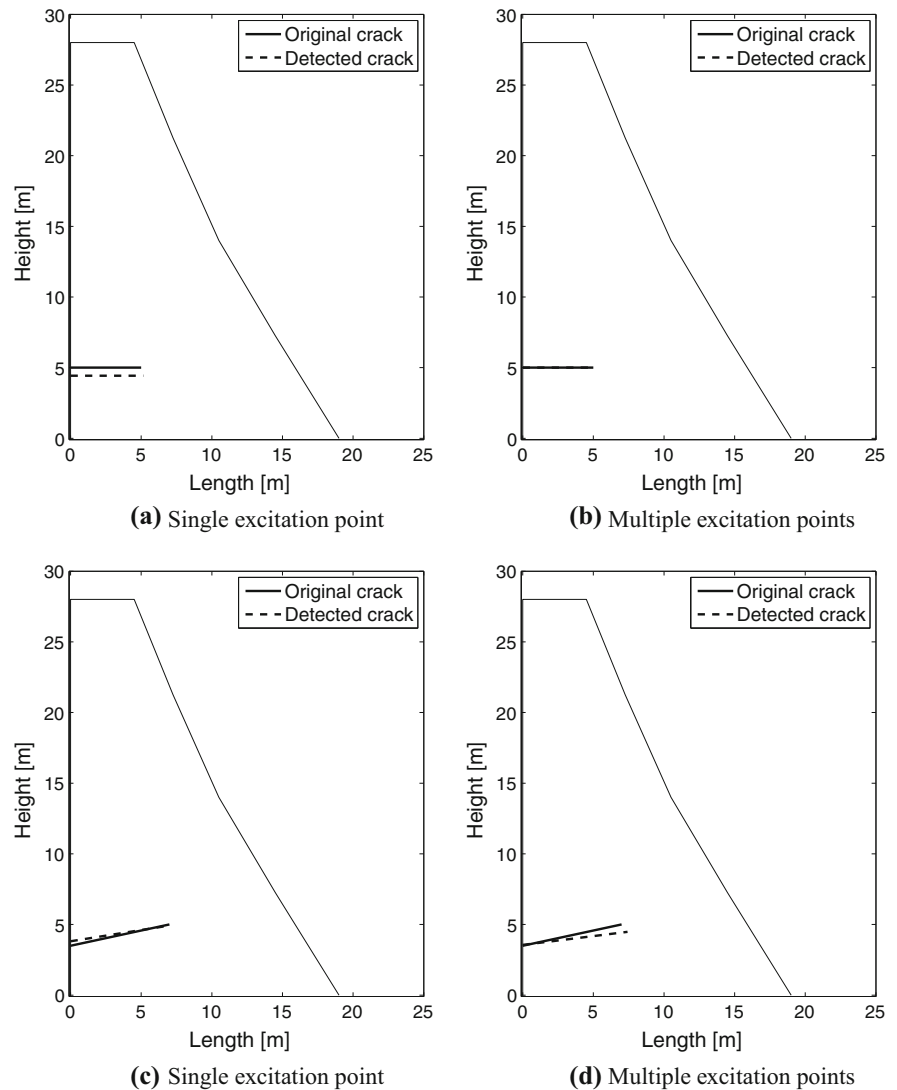 30
25
20
15
10
5
0
Height [m]
Original crack
Detected crack
0 5 10 15 20 25
Length [m]
(a) Single excitation point
30
25
20
15
10
5
0
Height [m]
Original crack
Detected crack
0 5 10 15 20 25
Length [m]
(b) Multiple excitation points
30
25
20
15
10
5
0
Height [m]
Original crack
Detected crack
0 5 10 15 20 25
Length [m]
(c) Single excitation point
30
25
20
15
10
5
0
Height [m]
Original crack
Detected crack
0 5 10 15 20 25
Length [m]
(d) Multiple excitation points